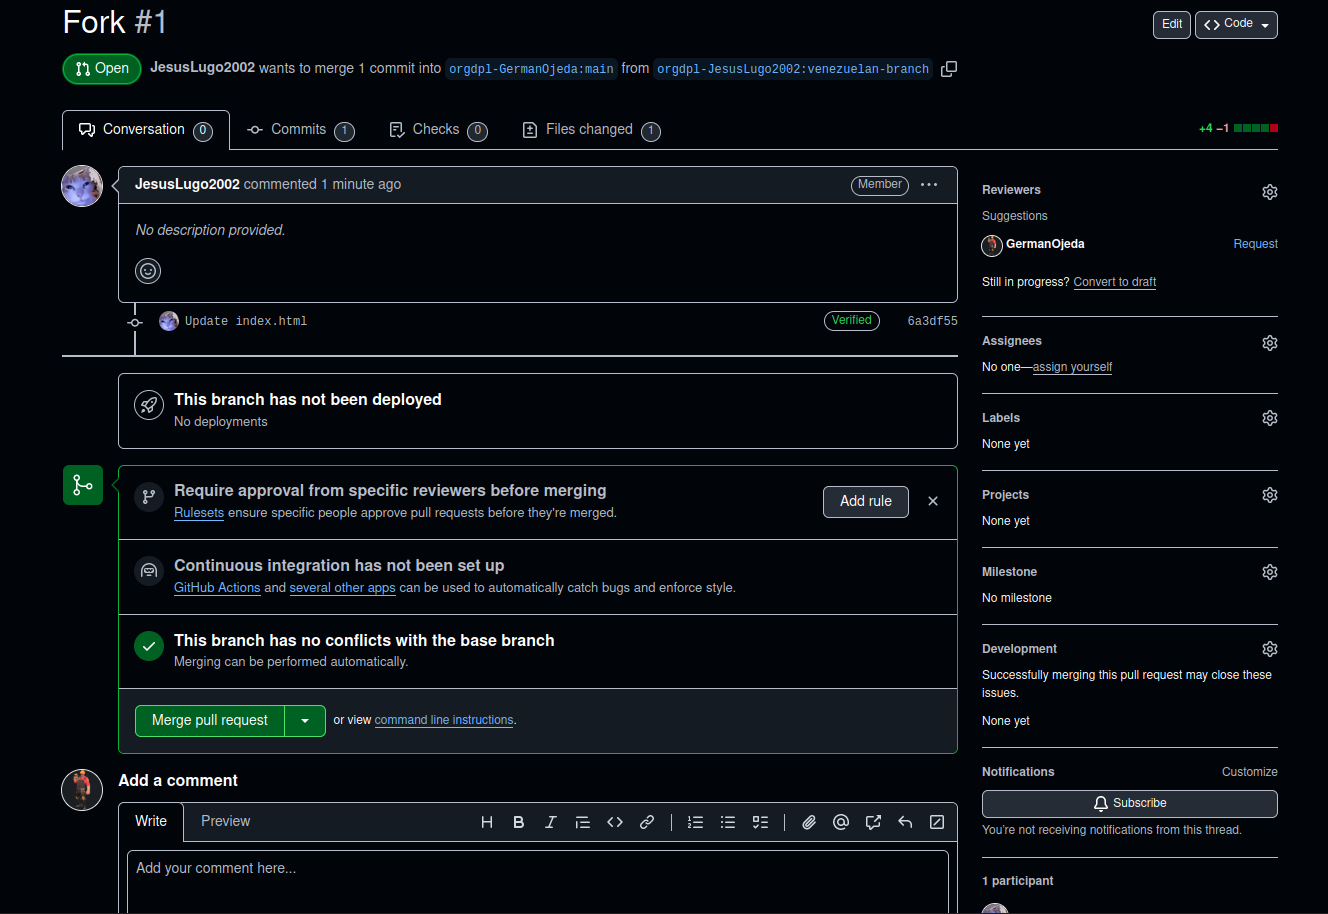 Fork #1
Edit
Code
Open
JesusLugo2002 wants to merge 1 commit into orgdpl-GermanOjeda:main from orgdpl-JesusLugo2002:venezuelan-branch
Conversation 0
Commits 1
Checks 0
Files changed 1
+4 −1
JesusLugo2002 commented 1 minute ago
Member
No description provided.
Update index.html
Verified
6a3df55
This branch has not been deployed
No deployments
Require approval from specific reviewers before merging
Rulesets ensure specific people approve pull requests before they're merged.
Add rule
Continuous integration has not been set up
GitHub Actions and several other apps can be used to automatically catch bugs and enforce style.
This branch has no conflicts with the base branch
Merging can be performed automatically.
Merge pull request
or view command line instructions.
Add a comment
Write
Preview
Add your comment here...
Reviewers
Suggestions
GermanOjeda
Request
Still in progress? Convert to draft
Assignees
No one—assign yourself
Labels
None yet
Projects
None yet
Milestone
No milestone
Development
Successfully merging this pull request may close these
issues.
None yet
Notifications
Customize
Subscribe
You're not receiving notifications from this thread.
1 participant